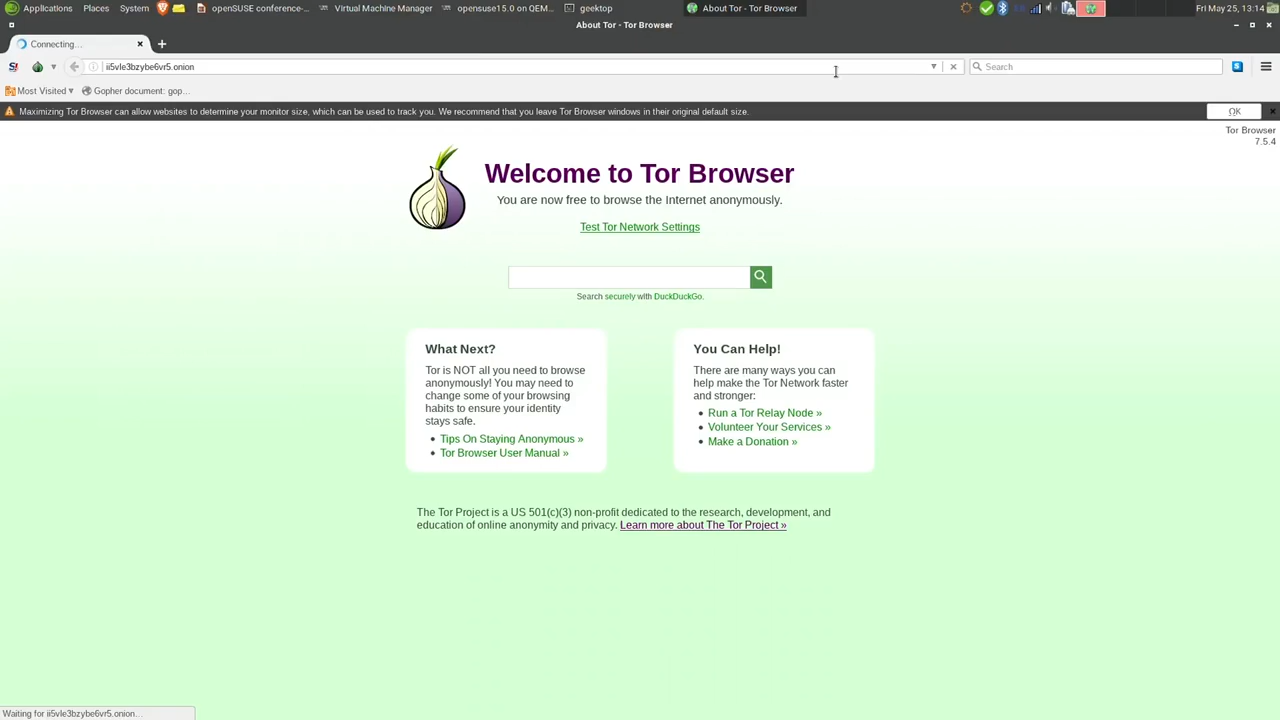 Applications Places System openSUSE conference-... Virtual Machine Manager opensuse15.0 on QEM... geektop About Tor - Tor Browser Fri May 25, 13:14
About Tor - Tor Browser
Connecting...
ii5vle3bzybe6vr5.onion Search
Most Visited Gopher document: gop...
Maximizing Tor Browser can allow websites to determine your monitor size, which can be used to track you. We recommend that you leave Tor Browser windows in their original default size. OK
Tor Browser
7.5.4
Welcome to Tor Browser
You are now free to browse the Internet anonymously.
Test Tor Network Settings
Search securely with DuckDuckGo.
What Next?
Tor is NOT all you need to browse
anonymously! You may need to
change some of your browsing
habits to ensure your identity
stays safe.
Tips On Staying Anonymous »
Tor Browser User Manual »
You Can Help!
There are many ways you can
help make the Tor Network faster
and stronger:
Run a Tor Relay Node »
Volunteer Your Services »
Make a Donation »
The Tor Project is a US 501(c)(3) non-profit dedicated to the research, development, and
education of online anonymity and privacy. Learn more about The Tor Project »
Waiting for ii5vle3bzybe6vr5.onion...